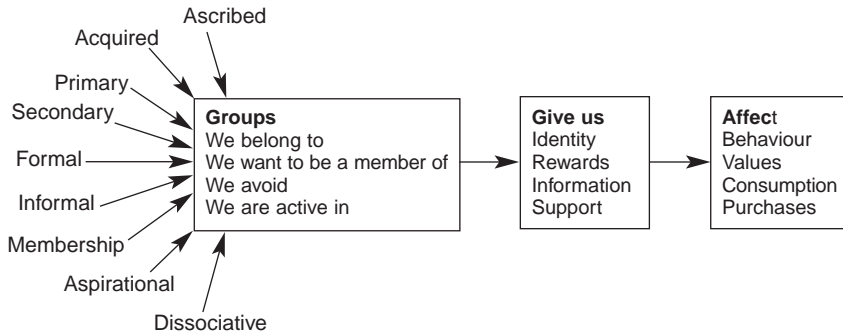 Ascribed
Acquired
Primary
Secondary
Formal
Informal
Membership
Aspirational
Dissociative
Groups
We belong to
We want to be a member of
We avoid
We are active in
Give us
Identity
Rewards
Information
Support
Affect
Behaviour
Values
Consumption
Purchases